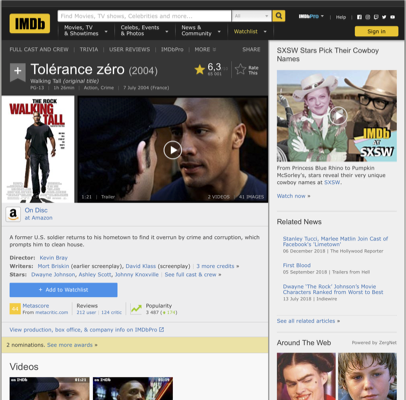 IMDb
Find Movies, TV shows, Celebrities and more...
All
Movies, TV
& Showtimes
Celebs, Events
& Photos
News &
Community
Watchlist
IMDbPro
Help
Sign in
FULL CAST AND CREW | TRIVIA | USER REVIEWS | IMDbPro | MORE
SHARE
Tolérance zéro (2004)
Walking Tall (original title)
PG-13 | 1h 26min | Action, Crime | 7 July 2004 (France)
6,3
Rate
This
THE ROCK
WALKING
TALL
1:21 | Trailer
2 VIDEOS | 41 IMAGES
On Disc
at Amazon
A former U.S. soldier returns to his hometown to find it overrun by crime and corruption, which
prompts him to clean house.
Director: Kevin Bray
Writers: Mort Briskin (earlier screenplay), David Klass (screenplay) | 3 more credits »
Stars: Dwayne Johnson, Ashley Scott, Johnny Knoxville | See full cast & crew »
+ Add to Watchlist
Metascore
From metacritic.com
Reviews
212 user | 124 critic
Popularity
View production, box office, & company info on IMDbPro
2 nominations. See more awards »
Videos
SXSW Stars Pick Their Cowboy
Names
IMDb
AT
SXSW
From Princess Blue Rhino to Pumpkin
McSorley's, stars reveal their very unique
cowboy names at SXSW.
Watch now »
Related News
Stanley Tucci, Marlee Matlin Join Cast of
Facebook's 'Limetown'
06 December 2018 | The Hollywood Reporter
First Blood
05 September 2018 | Trailers from Hell
Dwayne 'The Rock' Johnson's Movie
Characters Ranked from Worst to Best
13 July 2018 | Indiewire
See all related articles »
Around The Web
Powered by ZergNet